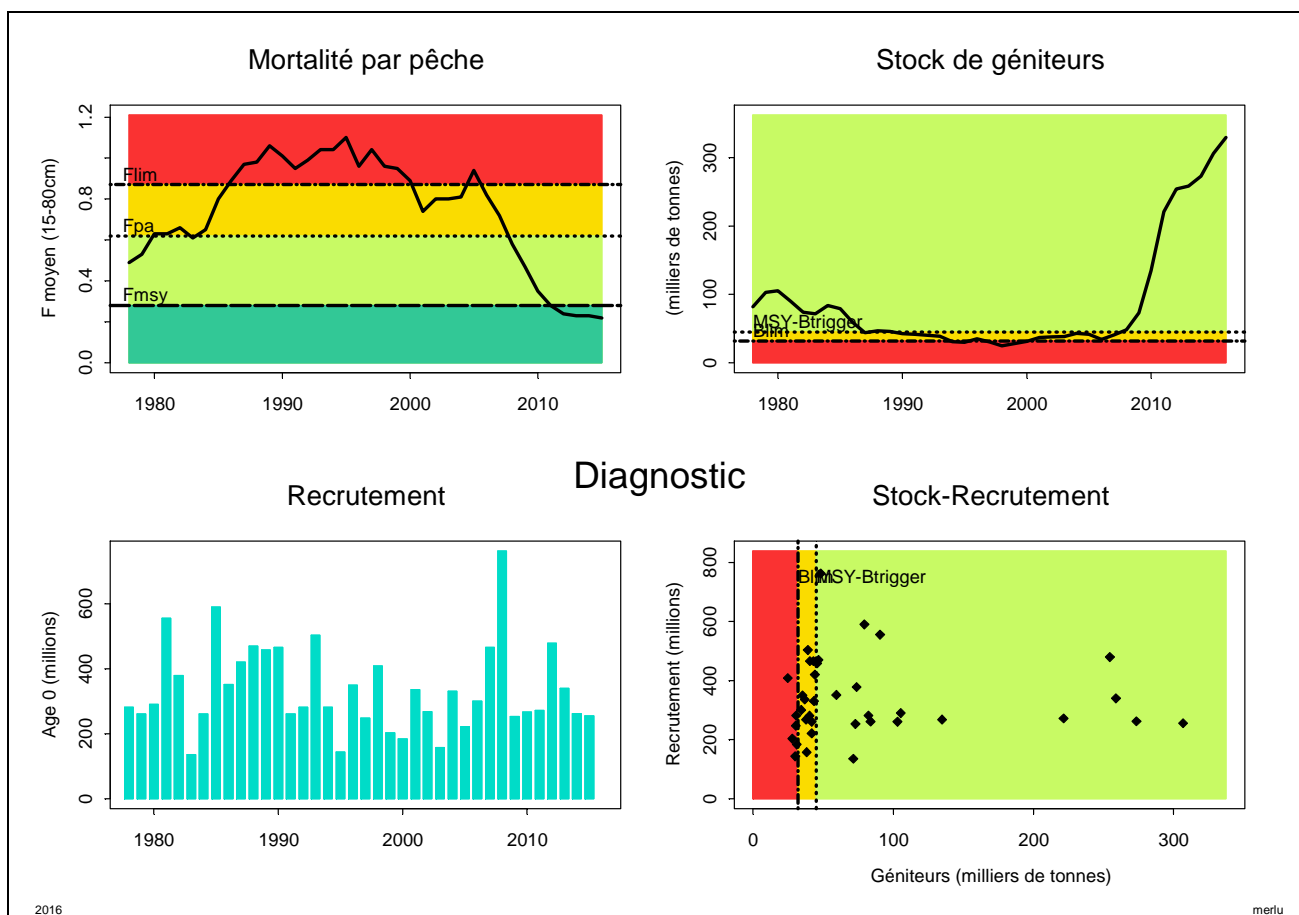 Mortalité par pêche
F moyen (15-80cm)
0.0 0.4 0.8 1.2
Flim
Fpa
Fmsy
1980 1990 2000 2010
Stock de géniteurs
(milliers de tonnes)
0 100 200 300
MSY-Btrigger
Blim
1980 1990 2000 2010
Diagnostic
Recrutement
Age 0 (millions)
0 200 400 600
1980 1990 2000 2010
Stock-Recrutement
Recrutement (millions)
0 200 400 600 800
Blim
MSY-Btrigger
0 100 200 300
Géniteurs (milliers de tonnes)
2016
merlu